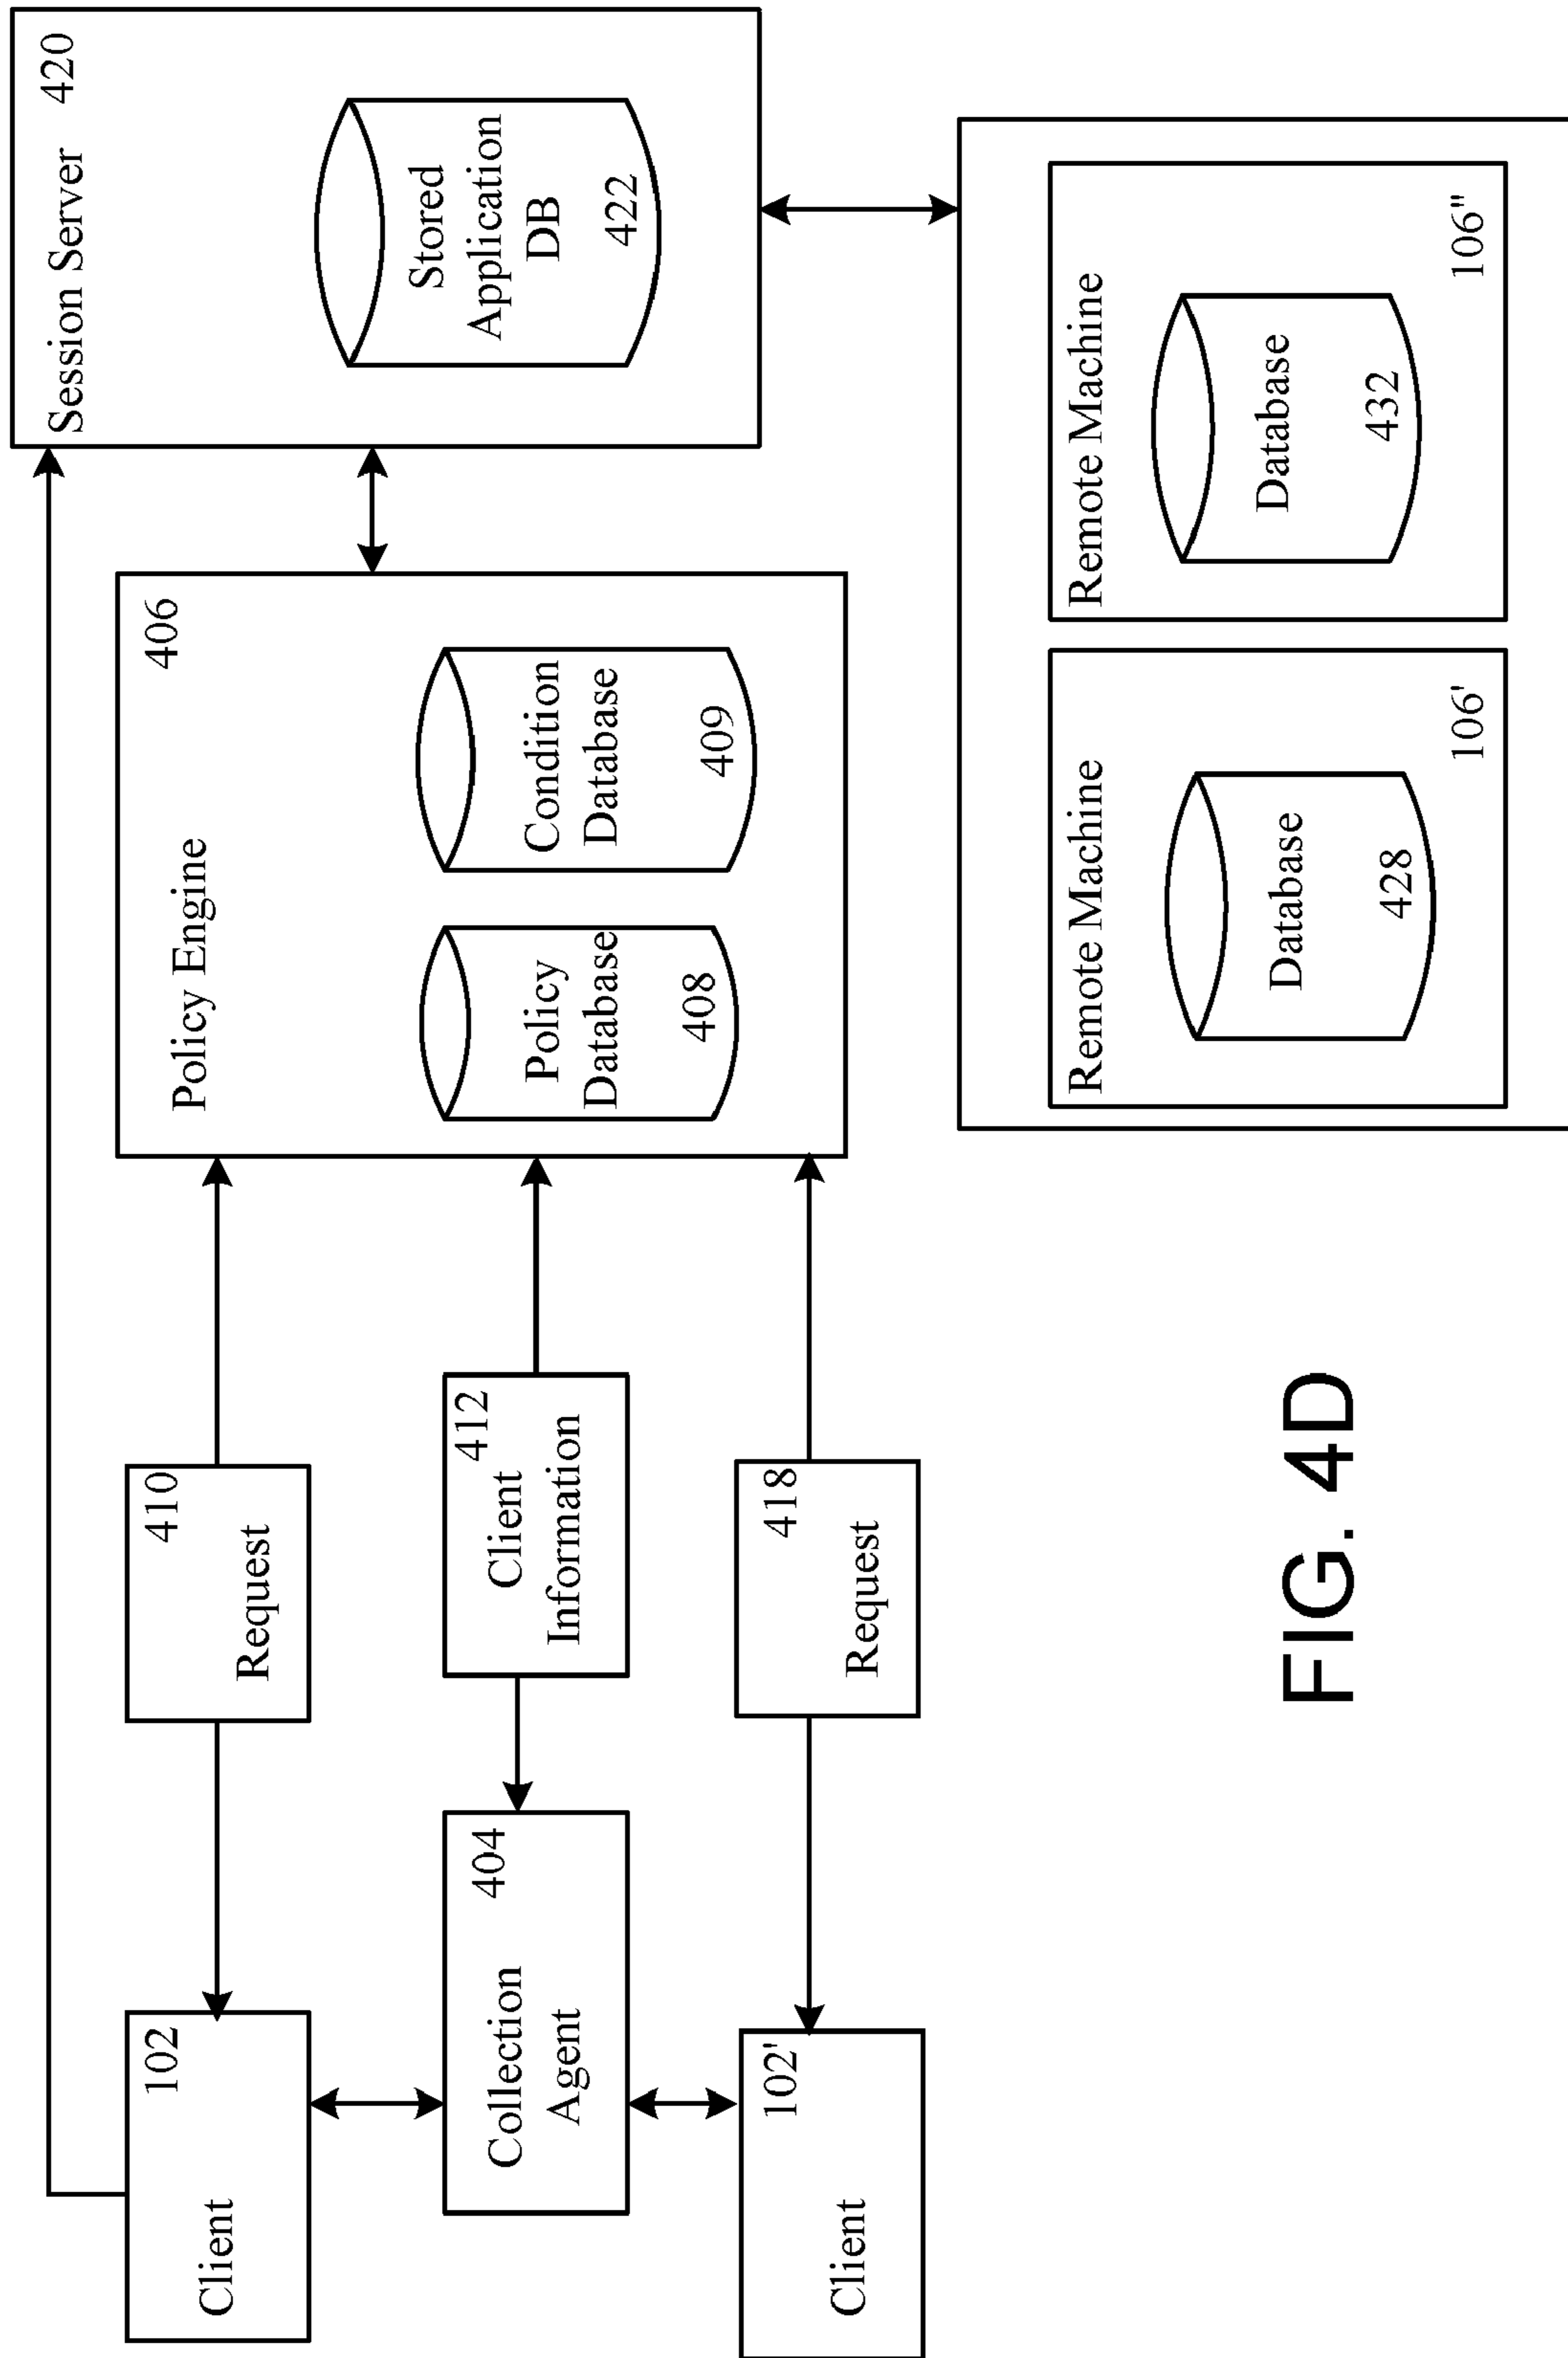 Client
102
Request
410
Policy Engine
406
Session Server 420
Collection
Agent
404
Client
Information
412
Policy
Database
408
Condition
Database
409
Stored
Application
DB
422
Client
102'
Request
418
Remote Machine
Database
428
106'
Remote Machine
Database
432
106"
FIG. 4D